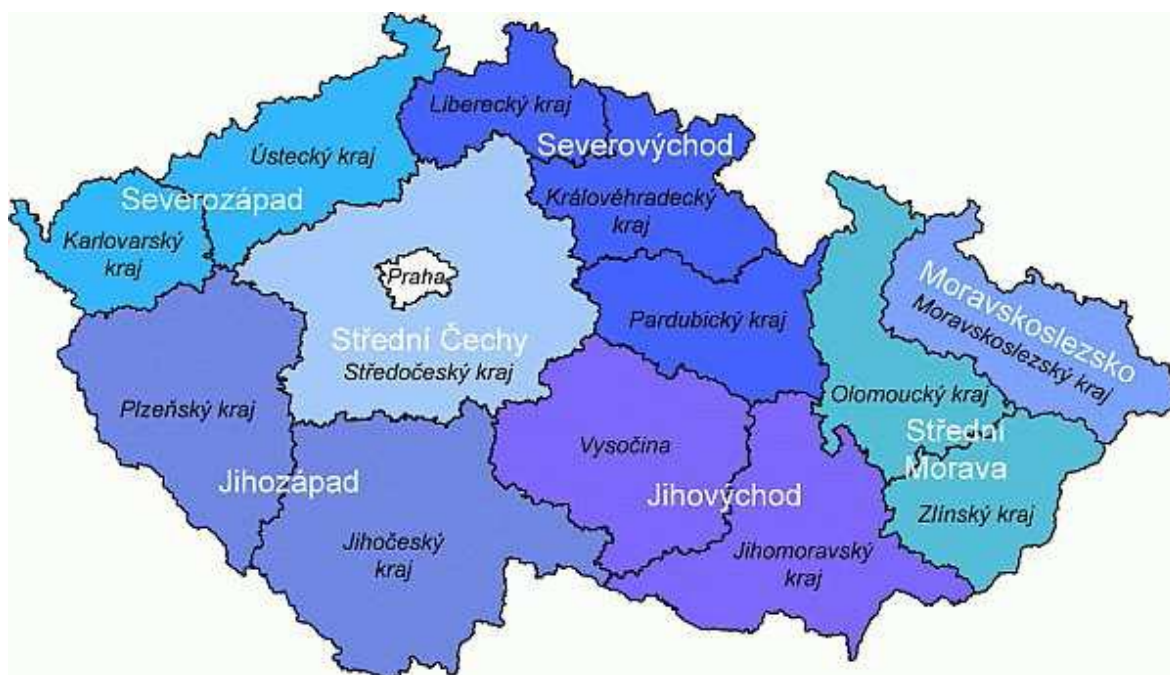 Liberecký kraj
Severovýchod
Ústecký kraj
Severozápad
Královéhradecký
kraj
Karlovarský
kraj
Praha
Moravskoslezsko
Moravskoslezský kraj
Pardubický kraj
Střední Čechy
Středočeský kraj
Plzeňský kraj
Olomoucký kraj
Střední
Morava
Vysočina
Jihozápad
Jihovýchod
Zlínský kraj
Jihočeský
kraj
Jihomoravský
kraj